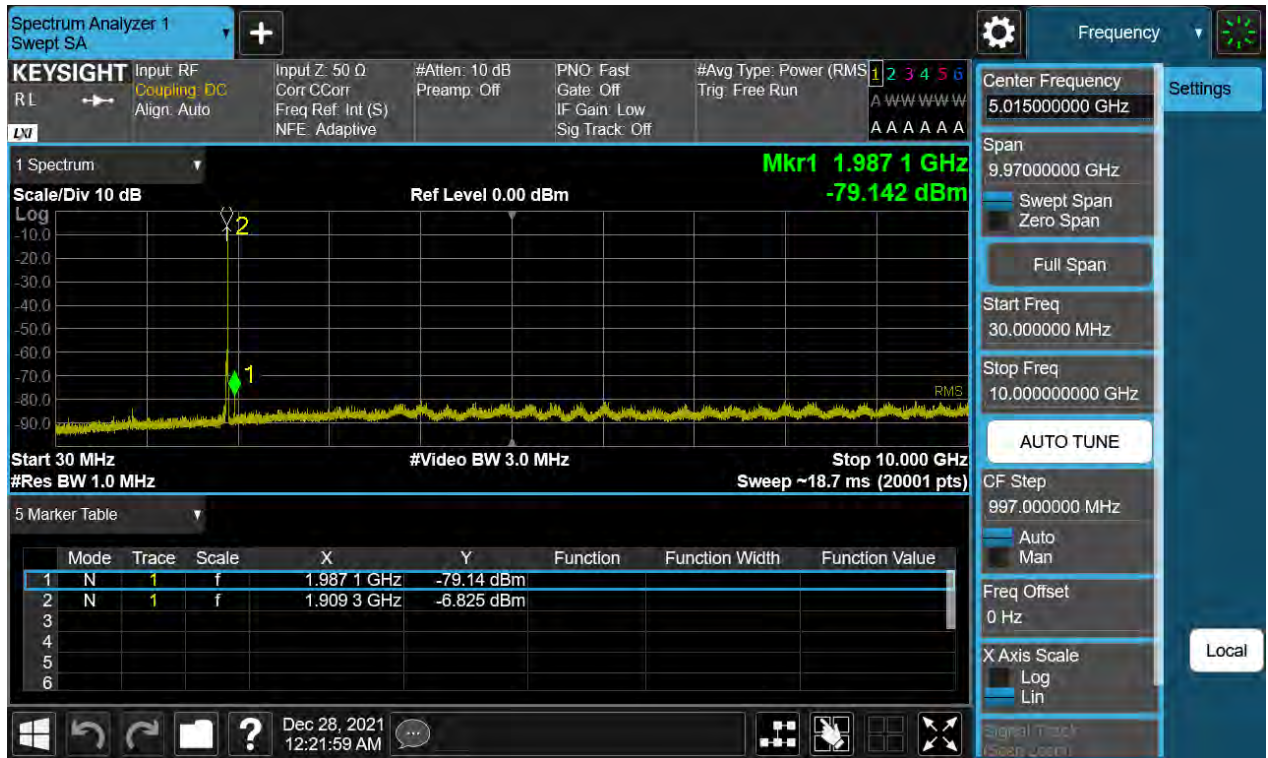 Spectrum Analyzer 1
Swept SA
+
Frequency
KEYSIGHT
RL
LXI
Input: RF
Coupling: DC
Align: Auto
Input Z: 50 Ω
Corr CCorr
Freq Ref: Int (S)
NFE: Adaptive
#Atten: 10 dB
Preamp: Off
PNO: Fast
Gate: Off
IF Gain: Low
Sig Track: Off
#Avg Type: Power (RMS
Trig: Free Run
1 2 3 4 5 6
A W W W W W
A A A A A A
1 Spectrum
Scale/Div 10 dB
Ref Level 0.00 dBm
Mkr1 1.987 1 GHz
-79.142 dBm
Log
-10.0
-20.0
-30.0
-40.0
-50.0
-60.0
-70.0
-80.0
-90.0
2
1
RMS
Start 30 MHz
#Video BW 3.0 MHz
Stop 10.000 GHz
#Res BW 1.0 MHz
Sweep ~18.7 ms (20001 pts)
5 Marker Table
Mode Trace Scale X Y Function Function Width Function Value
1 N 1 f 1.987 1 GHz -79.14 dBm
2 N 1 f 1.909 3 GHz -6.825 dBm
3
4
5
6
?
Dec 28, 2021
12:21:59 AM
Center Frequency
5.015000000 GHz
Span
9.97000000 GHz
Swept Span
Zero Span
Full Span
Start Freq
30.000000 MHz
Stop Freq
10.000000000 GHz
AUTO TUNE
CF Step
997.000000 MHz
Auto
Man
Freq Offset
0 Hz
X Axis Scale
Log
Lin
Signal Track
(Span Zoom)
Settings
Local